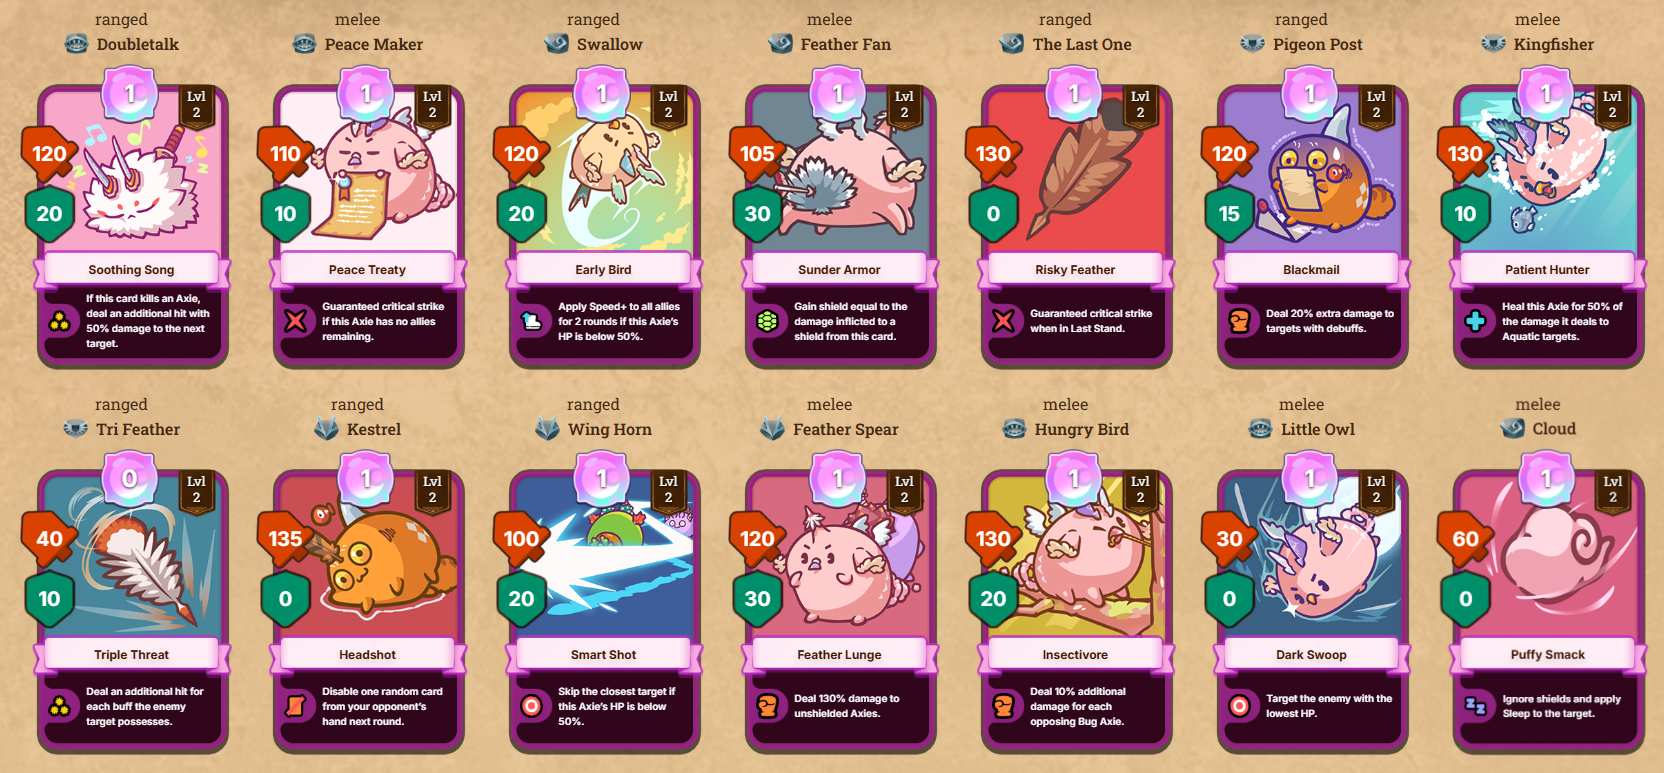 ranged
Doubletalk
1
Lvl
2
120
20
Soothing Song
If this card kills an Axie,
deal an additional hit with
50% damage to the next
target.
melee
Peace Maker
1
Lvl
2
110
10
Peace Treaty
Guaranteed critical strike
if this Axie has no allies
remaining.
ranged
Swallow
1
Lvl
2
120
20
Early Bird
Apply Speed+ to all allies
for 2 rounds if this Axie's
HP is below 50%.
melee
Feather Fan
1
Lvl
2
105
30
Sunder Armor
Gain shield equal to the
damage inflicted to a
shield from this card.
ranged
The Last One
1
Lvl
2
130
0
Risky Feather
Guaranteed critical strike
when in Last Stand.
ranged
Pigeon Post
1
Lvl
2
120
15
Blackmail
Deal 20% extra damage to
targets with debuffs.
melee
Kingfisher
1
Lvl
2
130
10
Patient Hunter
Heal this Axie for 50% of
the damage it deals to
Aquatic targets.
ranged
Tri Feather
0
Lvl
2
40
10
Triple Threat
Deal an additional hit for
each buff the enemy
target possesses.
ranged
Kestrel
1
Lvl
2
135
0
Headshot
Disable one random card
from your opponent's
hand next round.
ranged
Wing Horn
1
Lvl
2
100
20
Smart Shot
Skip the closest target if
this Axie's HP is below
50%.
melee
Feather Spear
1
Lvl
2
120
30
Feather Lunge
Deal 130% damage to
unshielded Axies.
melee
Hungry Bird
1
Lvl
2
130
20
Insectivore
Deal 10% additional
damage for each
opposing Bug Axie.
melee
Little Owl
1
Lvl
2
30
0
Dark Swoop
Target the enemy with the
lowest HP.
melee
Cloud
1
Lvl
2
60
0
Puffy Smack
Ignore shields and apply
Sleep to the target.